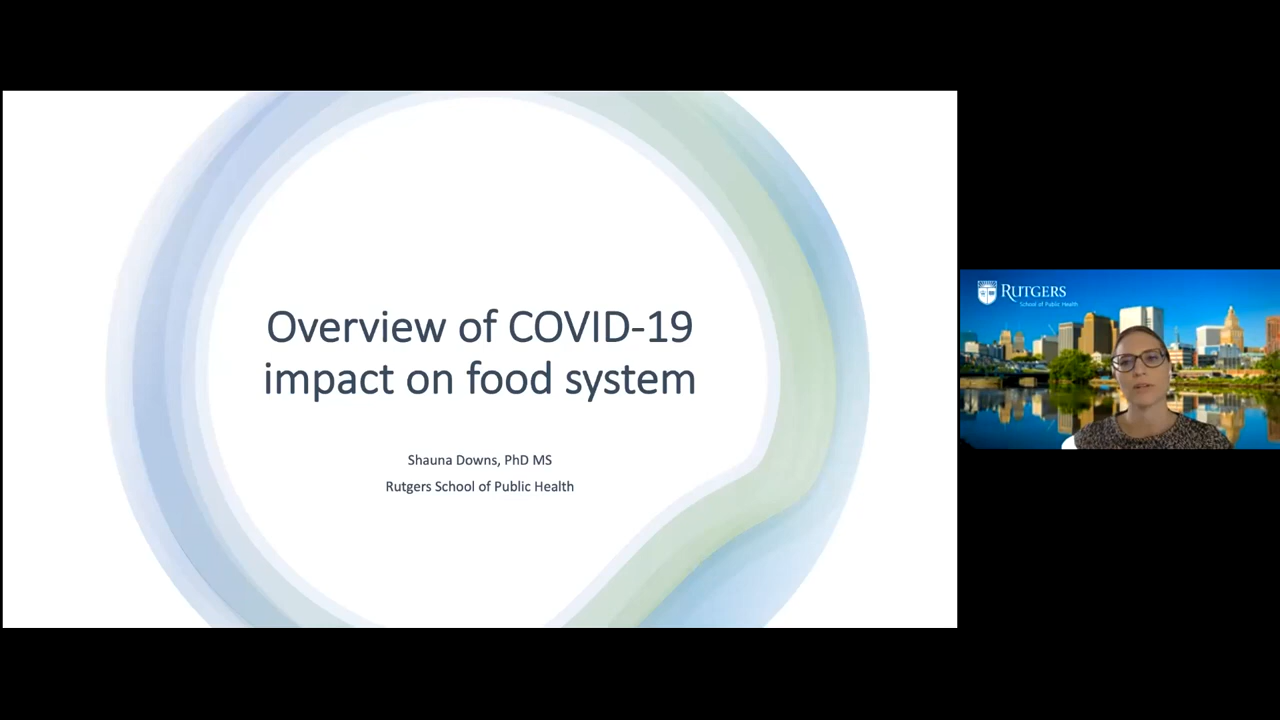 Overview of COVID-19
impact on food system
Shauna Downs, PhD MS
Rutgers School of Public Health
RUTGERS
School of Public Health